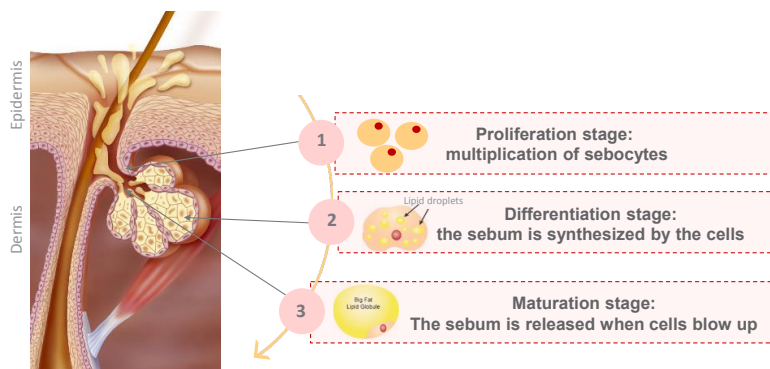 Epidermis
Dermis
1
Proliferation stage:
multiplication of sebocytes
2
Lipid droplets
Differentiation stage:
the sebum is synthesized by the cells
3
Big Fat
Lipid Globule
Maturation stage:
The sebum is released when cells blow up